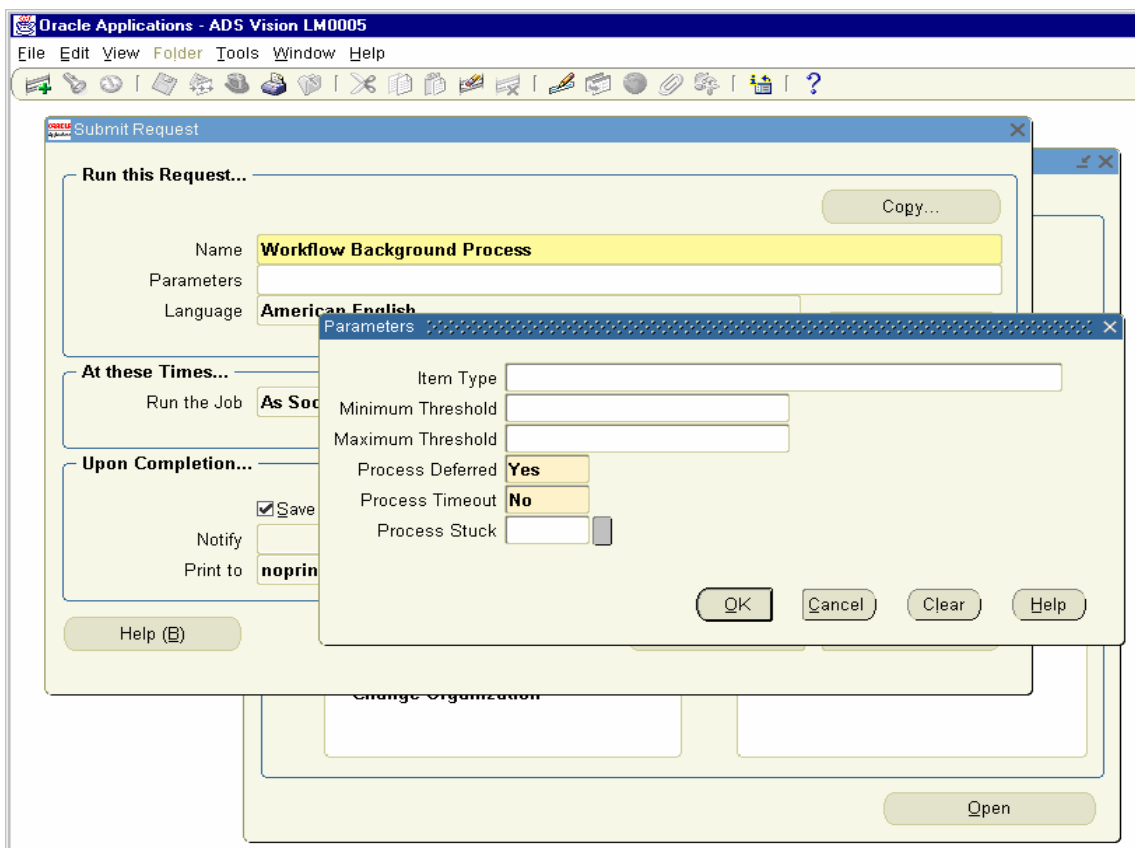 Oracle Applications - ADS Vision LM0005
File Edit View Folder Tools Window Help
Submit Request
Run this Request...
Copy...
Name Workflow Background Process
Parameters
Language American English
Parameters
Item Type
Minimum Threshold
Maximum Threshold
Process Deferred Yes
Process Timeout No
Process Stuck
OK Cancel Clear Help
At these Times...
Run the Job As Soo
Upon Completion...
Save
Notify
Print to noprin
Help (B)
Change Organization
Open